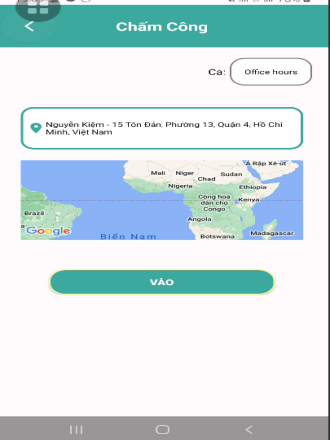 Chấm Công
Ca: Office hours
Nguyễn Kiệm - 15 Tôn Đản, Phường 13, Quận 4, Hồ Chí
Minh, Việt Nam
Ả Rập Xê-út
Mali Niger Sudan
Chad
Nigeria Ethiopia
Cộng hoà
dân chủ
Congo
Kenya
Brazil
Angola
Google
Biển Nam
Botswana
Madagascar
VÀO